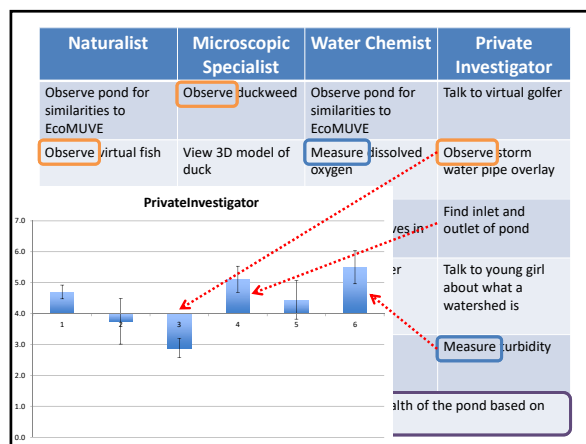 Naturalist
Microscopic
Specialist
Water Chemist
Private
Investigator
Observe pond for
similarities to
EcoMUVE
Observe duckweed
Observe pond for
similarities to
EcoMUVE
Talk to virtual golfer
Observe virtual fish
View 3D model of
duck
Measure dissolved
oxygen
Observe storm
water pipe overlay
Find inlet and
outlet of pond
Talk to young girl
about what a
watershed is
Measure turbidity
alth of the pond based on
PrivateInvestigator
7.0
6.0
5.0
4.0
3.0
2.0
1.0
0.0
1
2
3
4
5
6